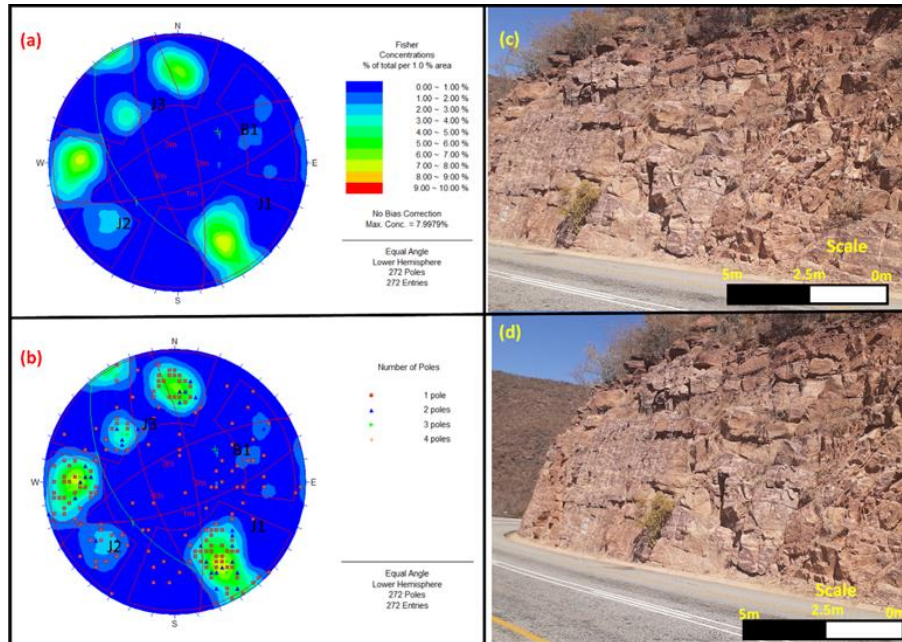 (a)
N
W
E
S
J3
B1
J1
J2
3m
2m
1m
Fisher
Concentrations
% of total per 1.0 % area
0.00 ~ 1.00 %
1.00 ~ 2.00 %
2.00 ~ 3.00 %
3.00 ~ 4.00 %
4.00 ~ 5.00 %
5.00 ~ 6.00 %
6.00 ~ 7.00 %
7.00 ~ 8.00 %
8.00 ~ 9.00 %
9.00 ~ 10.00 %
No Bias Correction
Max. Conc. = 7.9979%
Equal Angle
Lower Hemisphere
272 Poles
272 Entries
(c)
Scale
5m 2.5m 0m
(b)
N
W
E
S
J3
B1
J1
J2
1m
Number of Poles
1 pole
2 poles
3 poles
4 poles
Equal Angle
Lower Hemisphere
272 Poles
272 Entries
(d)
Scale
5m 2.5m 0m